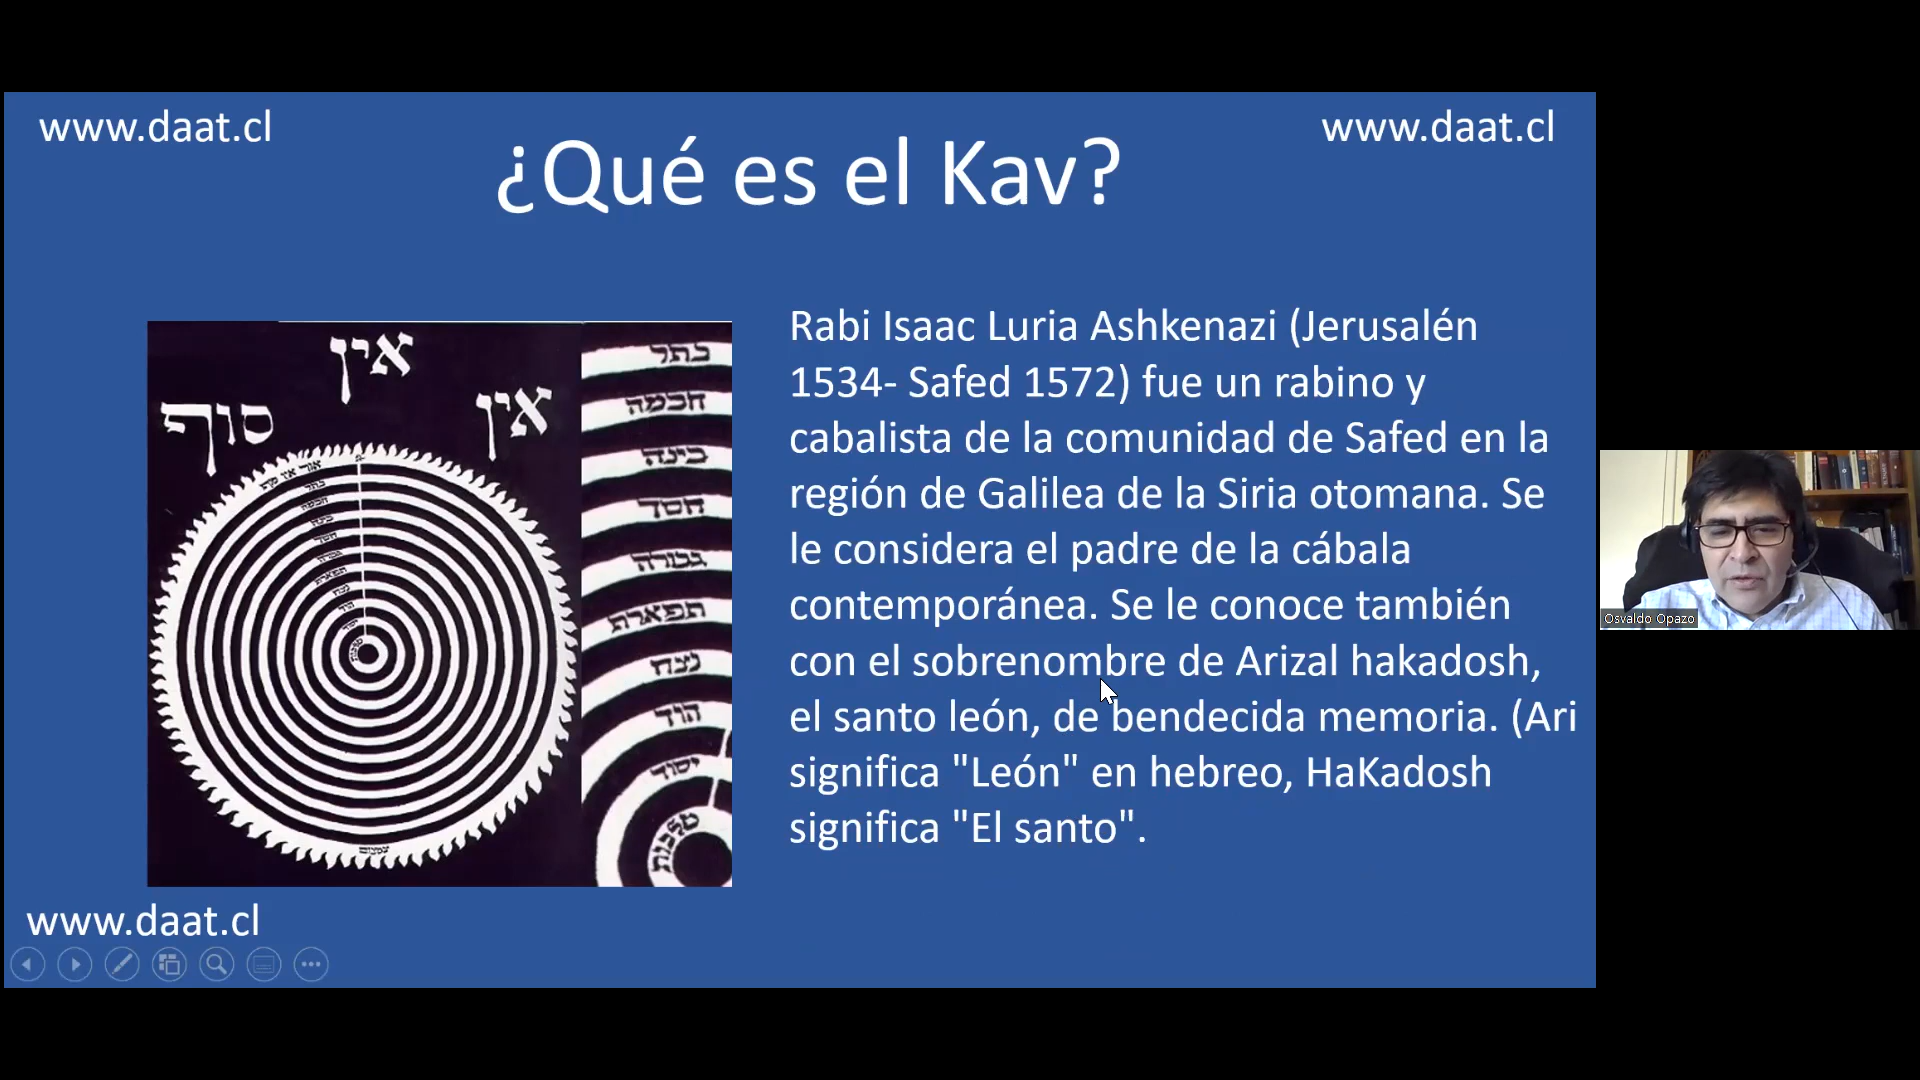 www.daat.cl
www.daat.cl
¿Qué es el Kav?
אין
אין
סוף
כתר
חכמה
בינה
חסד
גבורה
תפארת
נצח
הוד
יסוד
מלכות
Rabi Isaac Luria Ashkenazi (Jerusalén
1534- Safed 1572) fue un rabino y
cabalista de la comunidad de Safed en la
región de Galilea de la Siria otomana. Se
le considera el padre de la cábala
contemporánea. Se le conoce también
con el sobrenombre de Arizal hakadosh,
el santo león, de bendecida memoria. (Ari
significa "León" en hebreo, HaKadosh
significa "El santo".
www.daat.cl
Osvaldo Opazo